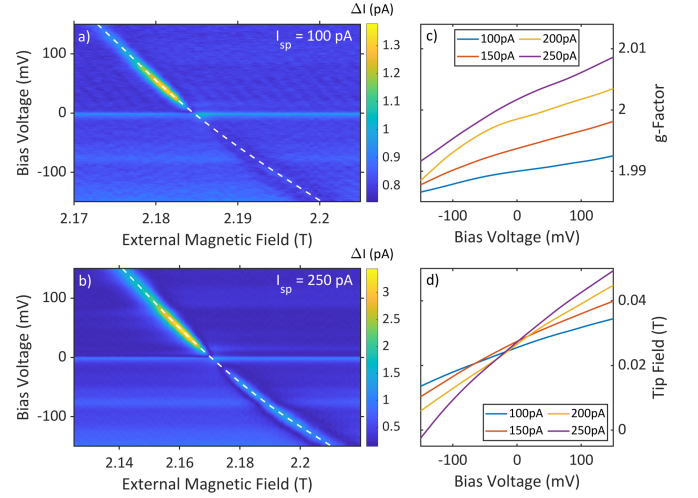 ΔI (pA)
a)
I_sp = 100 pA
150
100
0
-100
Bias Voltage (mV)
2.17
2.18
2.19
2.2
External Magnetic Field (T)
1.3
1.2
1.1
1
0.9
0.8
c)
100pA
200pA
150pA
250pA
2.01
2
1.99
g-Factor
-100
0
100
Bias Voltage (mV)
ΔI (pA)
b)
I_sp = 250 pA
100
0
-100
Bias Voltage (mV)
2.14
2.16
2.18
2.2
External Magnetic Field (T)
3
2.5
2
1.5
1
0.5
d)
0.04
0.02
0
Tip Field (T)
100pA
200pA
150pA
250pA
-100
0
100
Bias Voltage (mV)